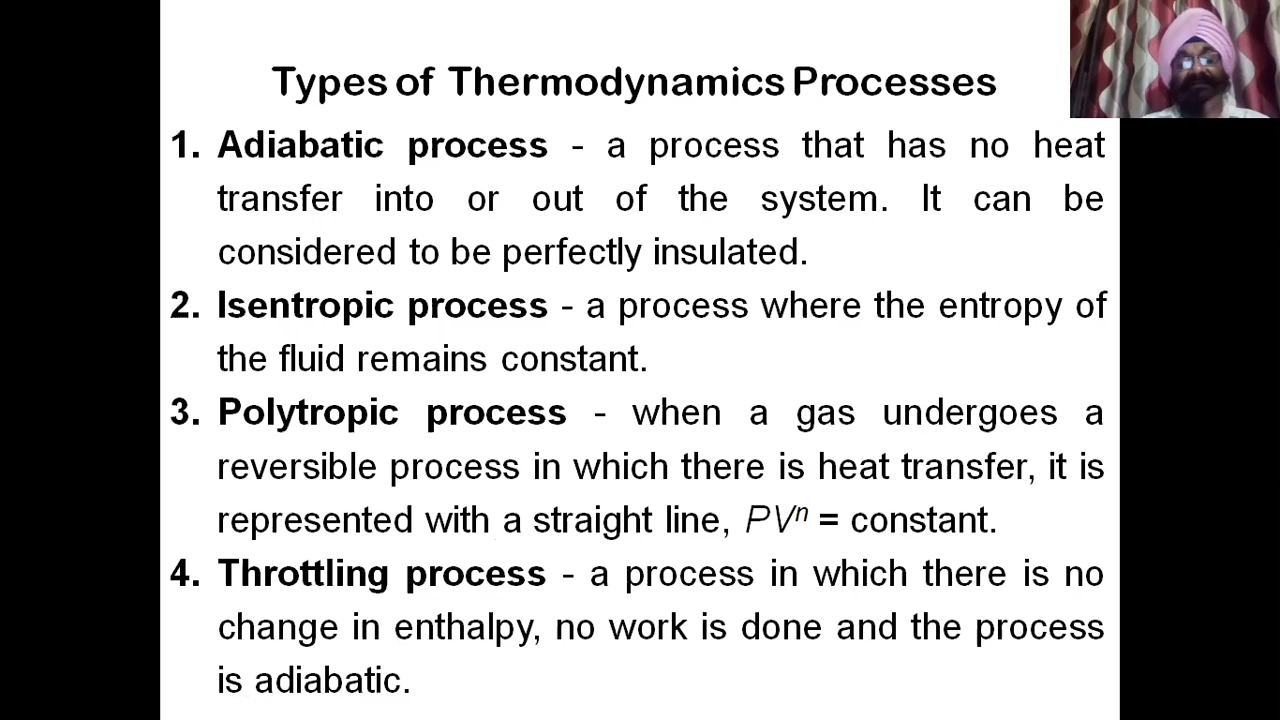 Types of Thermodynamics Processes
1. Adiabatic process - a process that has no heat
transfer into or out of the system. It can be
considered to be perfectly insulated.
2. Isentropic process - a process where the entropy of
the fluid remains constant.
3. Polytropic process - when a gas undergoes a
reversible process in which there is heat transfer, it is
represented with a straight line, PVⁿ = constant.
4. Throttling process - a process in which there is no
change in enthalpy, no work is done and the process
is adiabatic.